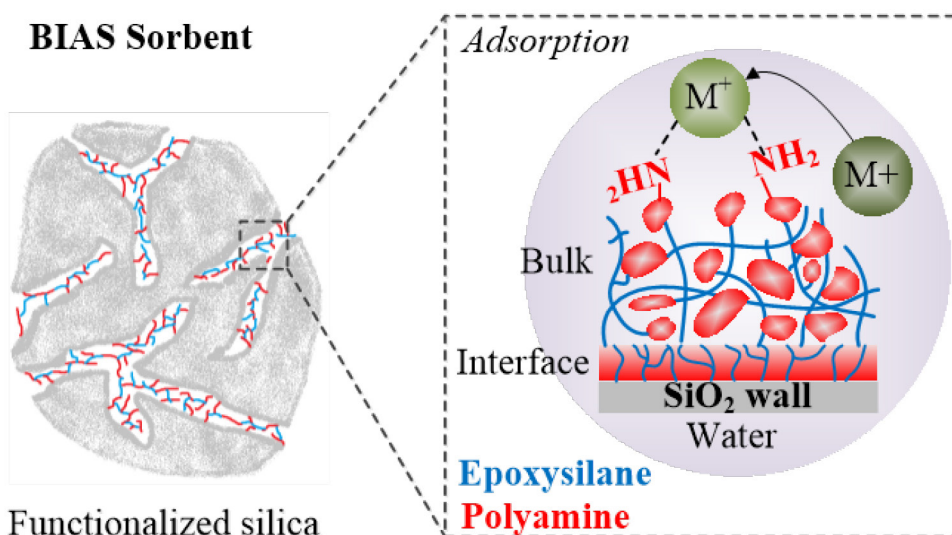 BIAS Sorbent
Functionalized silica
Adsorption
M⁺
M+
₂HN
NH₂
Bulk
Interface
SiO₂ wall
Water
Epoxysilane
Polyamine